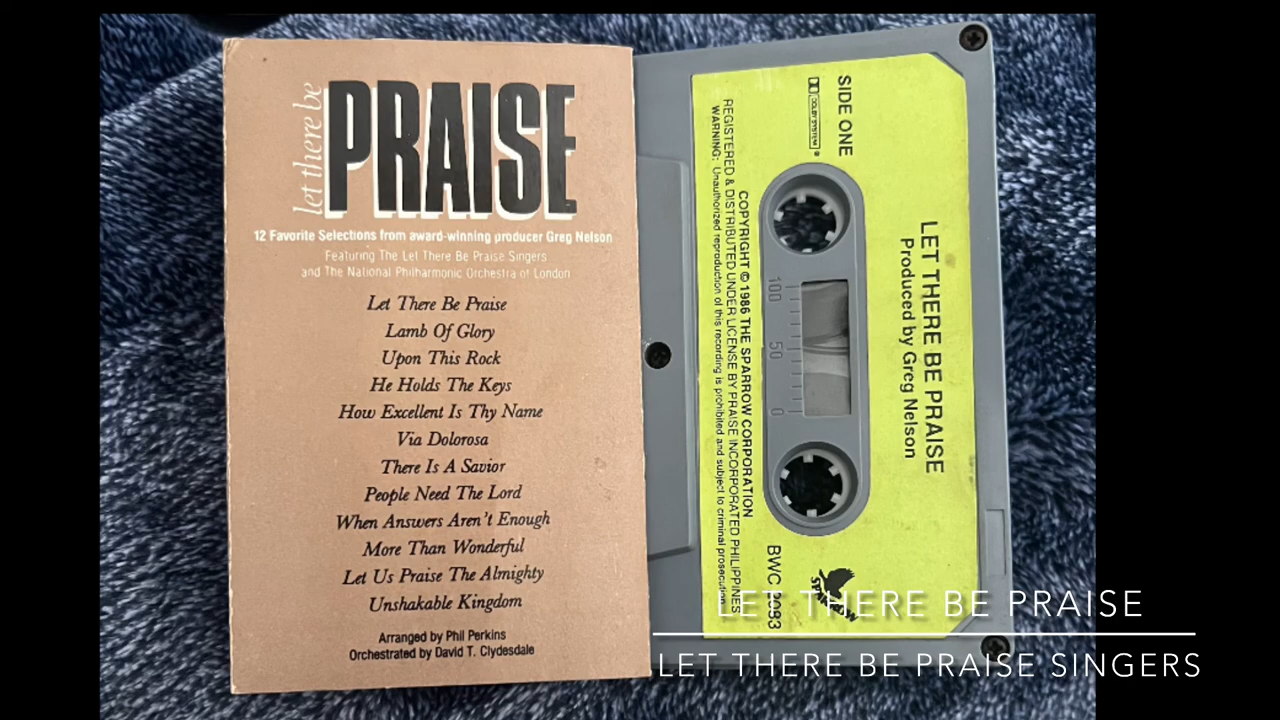 let there be
PRAISE
12 Favorite Selections from award-winning producer Greg Nelson
Featuring The Let There Be Praise Singers
and The National Philharmonic Orchestra of London
Let There Be Praise
Lamb Of Glory
Upon This Rock
He Holds The Keys
How Excellent Is Thy Name
Via Dolorosa
There Is A Savior
People Need The Lord
When Answers Aren't Enough
More Than Wonderful
Let Us Praise The Almighty
Unshakable Kingdom
Arranged by Phil Perkins
Orchestrated by David T. Clydesdale
SIDE ONE
DOLBY SYSTEM
LET THERE BE PRAISE
Produced by Greg Nelson
100
50
0
COPYRIGHT © 1986 THE SPARROW CORPORATION
REGISTERED & DISTRIBUTED UNDER LICENSE BY PRAISE INCORPORATED PHILIPPINES
WARNING: Unauthorized reproduction of this recording is prohibited and subject to criminal prosecution.
BWC
LET THERE BE PRAISE
LET THERE BE PRAISE SINGERS